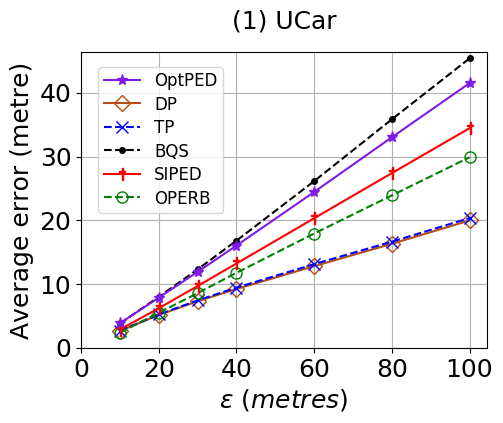 (1) UCar
Average error (metre)
40
30
20
10
0
OptPED
DP
TP
BQS
SIPED
OPERB
0 20 40 60 80 100
ε (metres)